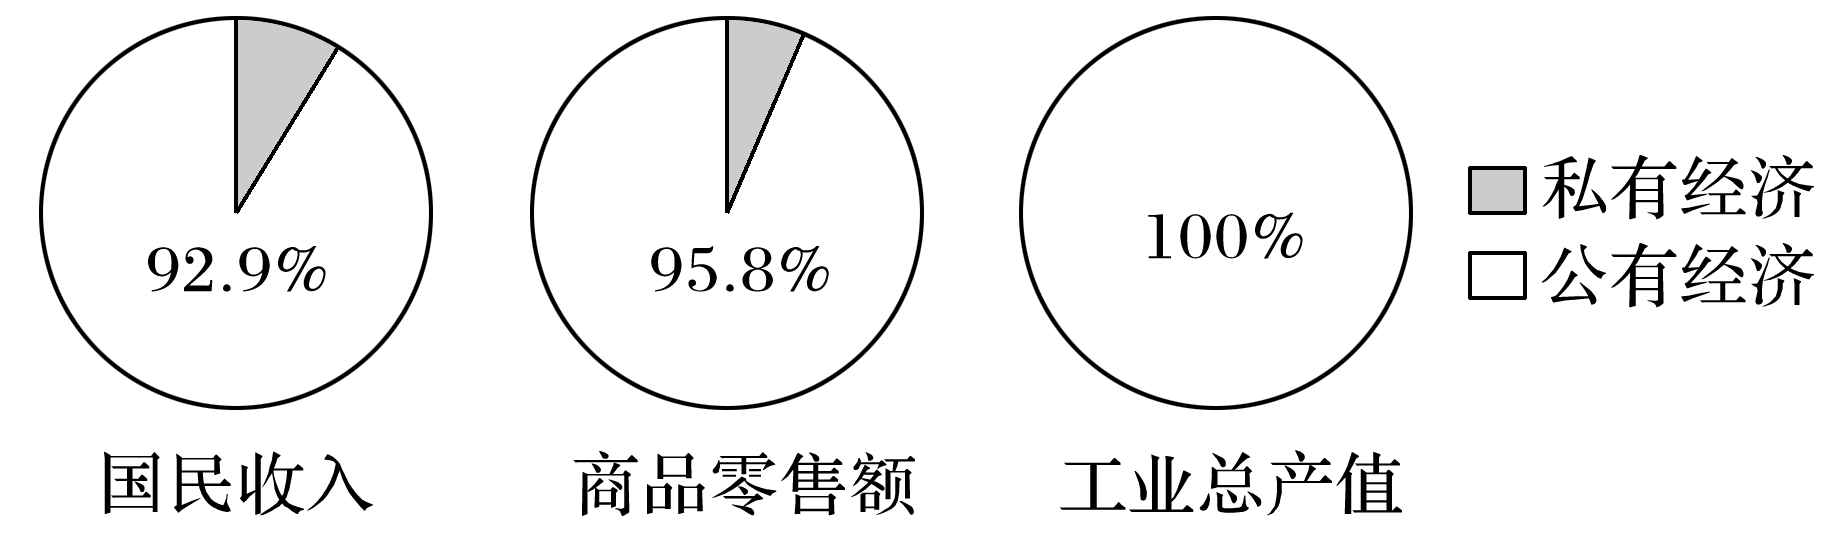 92.9%
95.8%
100%
私有经济
公有经济
国民收入
商品零售额
工业总产值